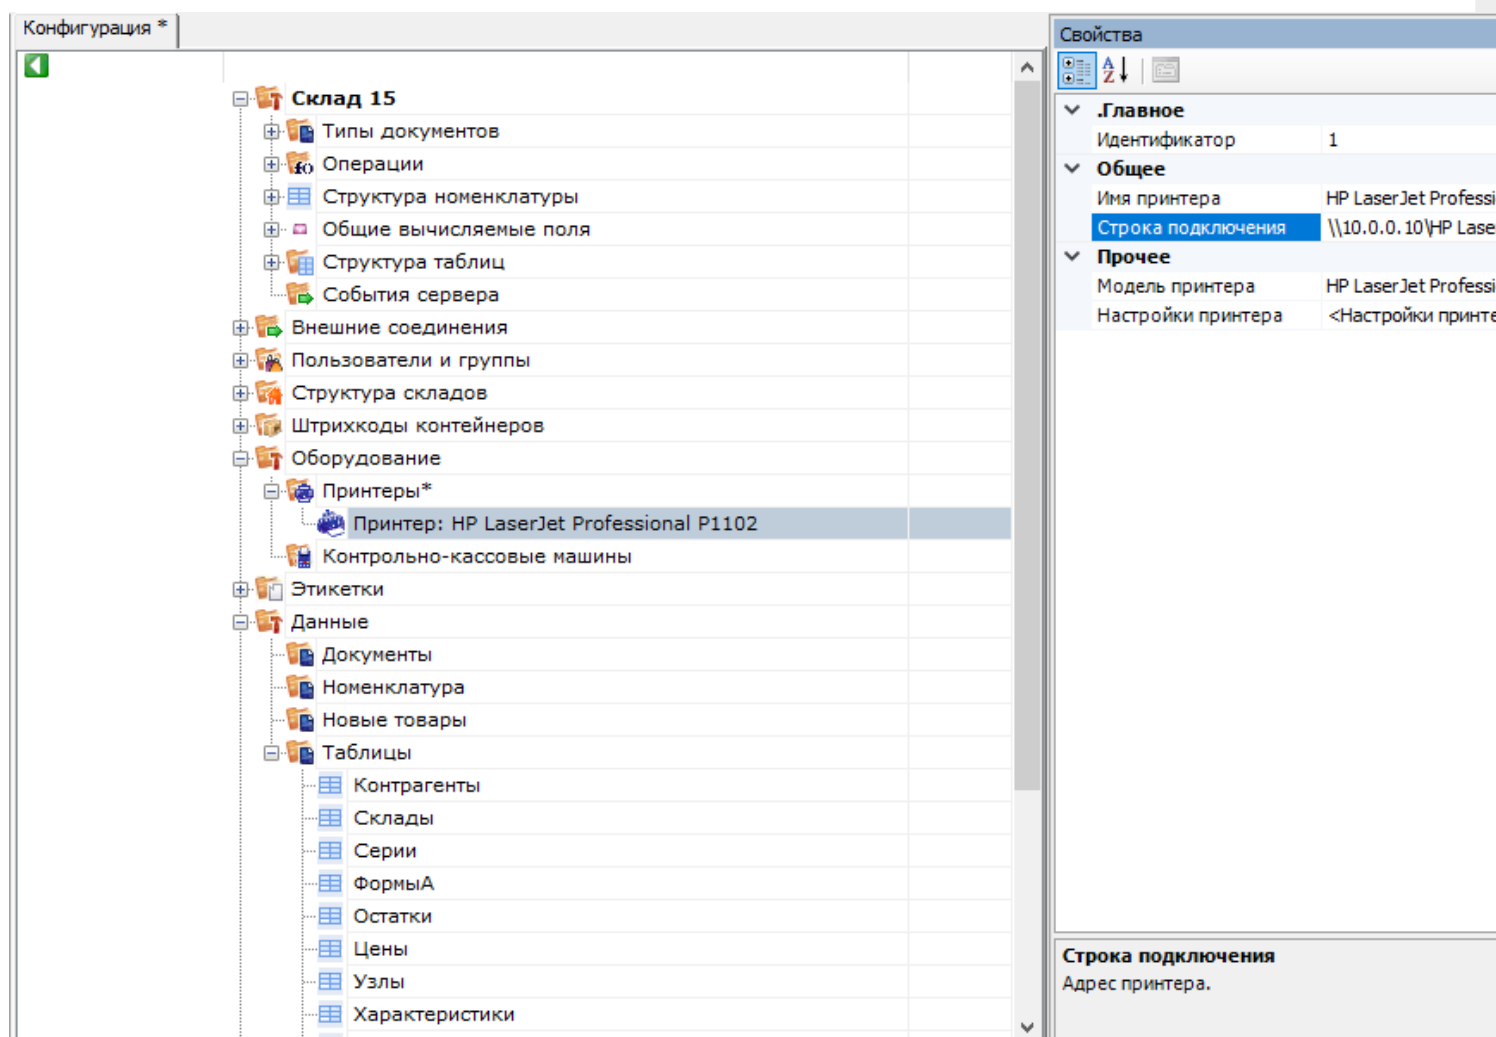 Конфигурация *
Склад 15
Типы документов
Операции
Структура номенклатуры
Общие вычисляемые поля
Структура таблиц
События сервера
Внешние соединения
Пользователи и группы
Структура складов
Штрихкоды контейнеров
Оборудование
Принтеры*
Принтер: HP LaserJet Professional P1102
Контрольно-кассовые машины
Этикетки
Данные
Документы
Номенклатура
Новые товары
Таблицы
Контрагенты
Склады
Серии
ФормыА
Остатки
Цены
Узлы
Характеристики
Свойства
.Главное
Идентификатор 1
Общее
Имя принтера HP LaserJet Professi
Строка подключения \\10.0.0.10\HP Lase
Прочее
Модель принтера HP LaserJet Professi
Настройки принтера <Настройки принте
Строка подключения
Адрес принтера.